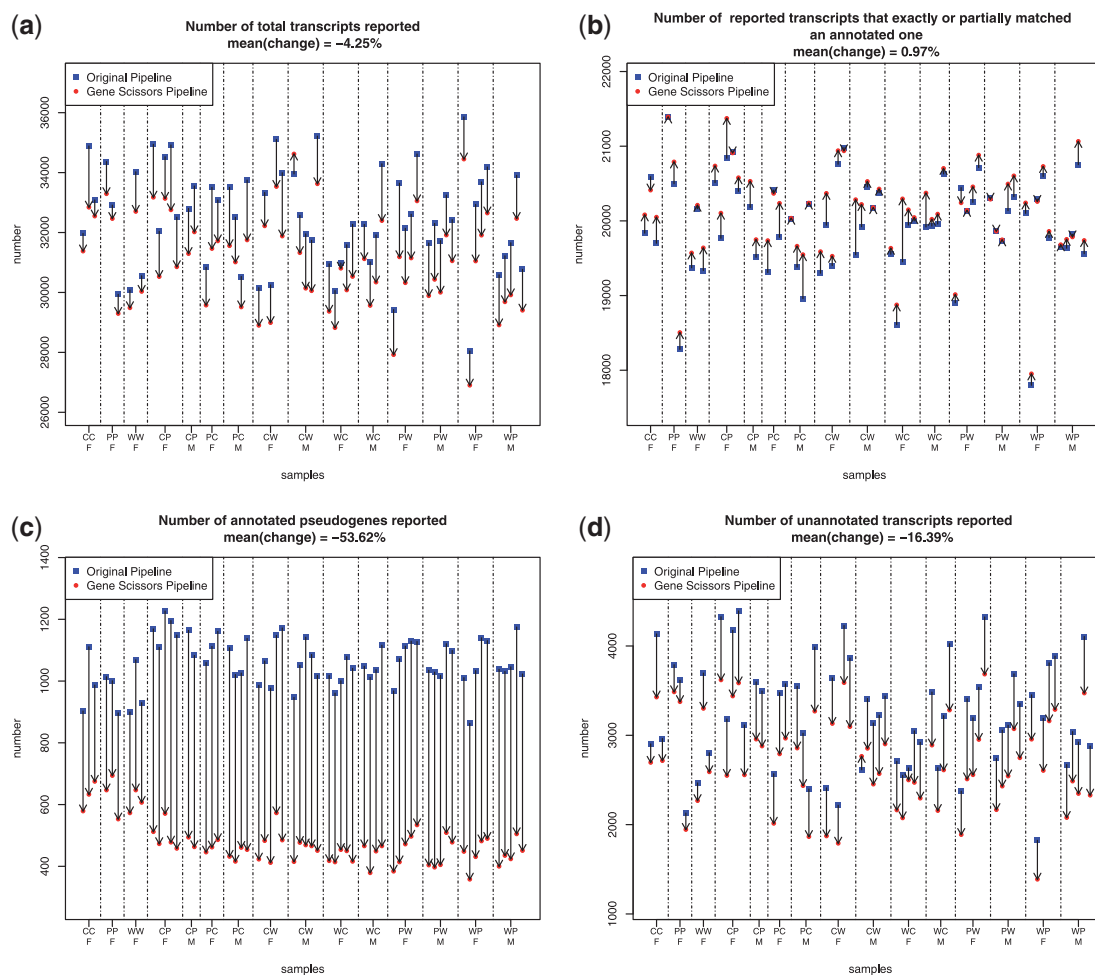 (a)
Number of total transcripts reported
mean(change) = −4.25%
Original Pipeline
Gene Scissors Pipeline
number
36000
34000
32000
30000
28000
26000
CC PP WW CP CP PC PC CW CW WC WC PW PW WP WP
F F F F M F M F M F M F M F M
samples
(b)
Number of reported transcripts that exactly or partially matched
an annotated one
mean(change) = 0.97%
Original Pipeline
Gene Scissors Pipeline
number
22000
21000
20000
19000
18000
CC PP WW CP CP PC PC CW CW WC WC PW PW WP WP
F F F F M F M F M F M F M F M
samples
(c)
Number of annotated pseudogenes reported
mean(change) = −53.62%
Original Pipeline
Gene Scissors Pipeline
number
1400
1200
1000
800
600
400
CC PP WW CP CP PC PC CW CW WC WC PW PW WP WP
F F F F M F M F M F M F M F M
samples
(d)
Number of unannotated transcripts reported
mean(change) = −16.39%
Original Pipeline
Gene Scissors Pipeline
number
4000
3000
2000
1000
CC PP WW CP CP PC PC CW CW WC WC PW PW WP WP
F F F F M F M F M F M F M F M
samples